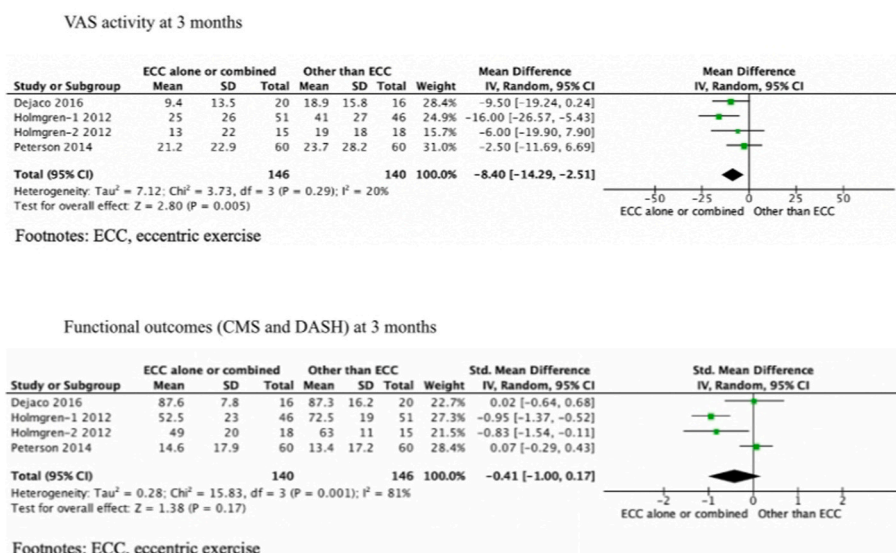 VAS activity at 3 months
ECC alone or combined Other than ECC Mean Difference Mean Difference
Study or Subgroup Mean SD Total Mean SD Total Weight IV, Random, 95% CI IV, Random, 95% CI
Dejaco 2016 9.4 13.5 20 18.9 15.8 16 28.4% -9.50 [-19.24, 0.24]
Holmgren-1 2012 25 26 51 41 27 46 24.9% -16.00 [-26.57, -5.43]
Holmgren-2 2012 13 22 15 19 18 18 15.7% -6.00 [-19.90, 7.90]
Peterson 2014 21.2 22.9 60 23.7 28.2 60 31.0% -2.50 [-11.69, 6.69]
Total (95% CI) 146 140 100.0% -8.40 [-14.29, -2.51]
Heterogeneity: Tau² = 7.12; Chi² = 3.73, df = 3 (P = 0.29); I² = 20%
Test for overall effect: Z = 2.80 (P = 0.005)
-50 -25 0 25 50
ECC alone or combined Other than ECC
Footnotes: ECC, eccentric exercise
Functional outcomes (CMS and DASH) at 3 months
ECC alone or combined Other than ECC Std. Mean Difference Std. Mean Difference
Study or Subgroup Mean SD Total Mean SD Total Weight IV, Random, 95% CI IV, Random, 95% CI
Dejaco 2016 87.6 7.8 16 87.3 16.2 20 22.7% 0.02 [-0.64, 0.68]
Holmgren-1 2012 52.5 23 46 72.5 19 51 27.3% -0.95 [-1.37, -0.52]
Holmgren-2 2012 49 20 18 63 11 15 21.5% -0.83 [-1.54, -0.11]
Peterson 2014 14.6 17.9 60 13.4 17.2 60 28.4% 0.07 [-0.29, 0.43]
Total (95% CI) 140 146 100.0% -0.41 [-1.00, 0.17]
Heterogeneity: Tau² = 0.28; Chi² = 15.83, df = 3 (P = 0.001); I² = 81%
Test for overall effect: Z = 1.38 (P = 0.17)
-2 -1 0 1 2
ECC alone or combined Other than ECC
Footnotes: ECC, eccentric exercise